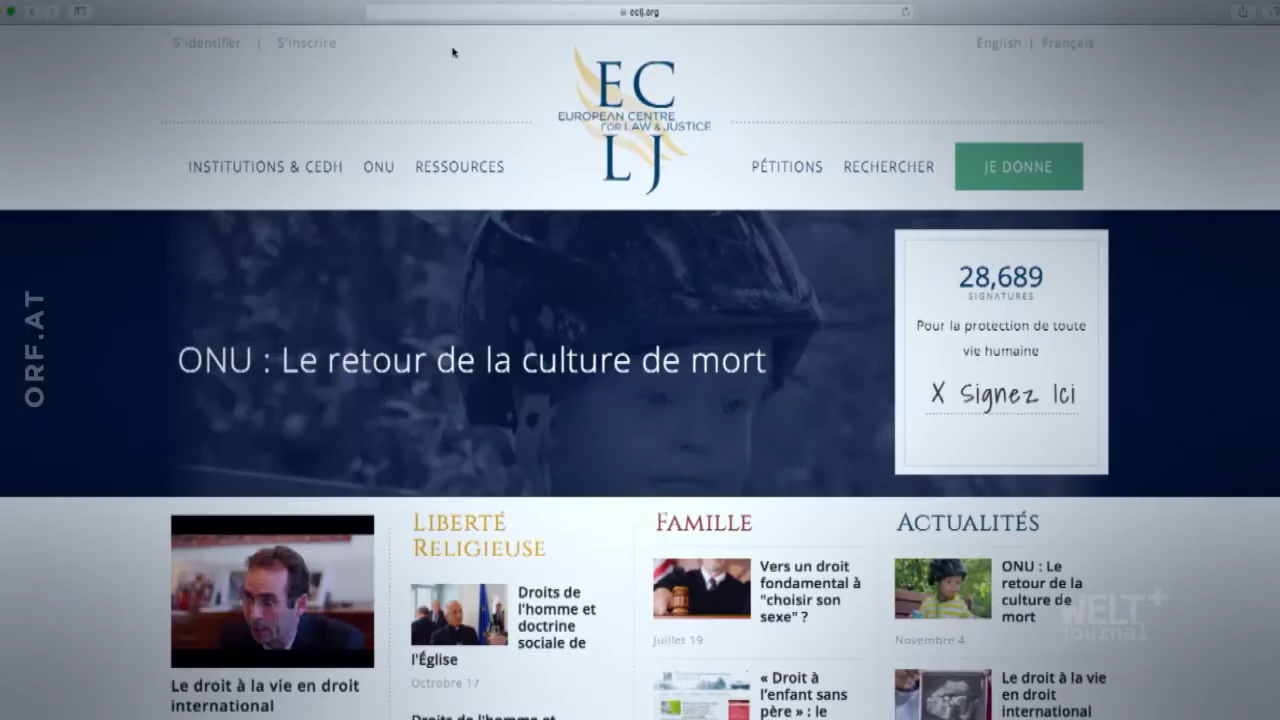 eclj.org
S'identifier | S'inscrire
English | Français
EC
EUROPEAN CENTRE
FOR LAW & JUSTICE
LJ
INSTITUTIONS & CEDH ONU RESSOURCES
PÉTITIONS RECHERCHER JE DONNE
ORF.AT
ONU : Le retour de la culture de mort
28,689
SIGNATURES
Pour la protection de toute
vie humaine
X Signez Ici
Le droit à la vie en droit
international
LIBERTÉ
RELIGIEUSE
Droits de
l'homme et
doctrine
sociale de
l'Église
Octobre 17
Droits de l'homme et
FAMILLE
Vers un droit
fondamental à
"choisir son
sexe" ?
Juillet 19
« Droit à
l'enfant sans
père » : le
ACTUALITÉS
ONU : Le
retour de la
culture de
mort
Novembre 4
Le droit à la vie
en droit
international
WELT+
journal